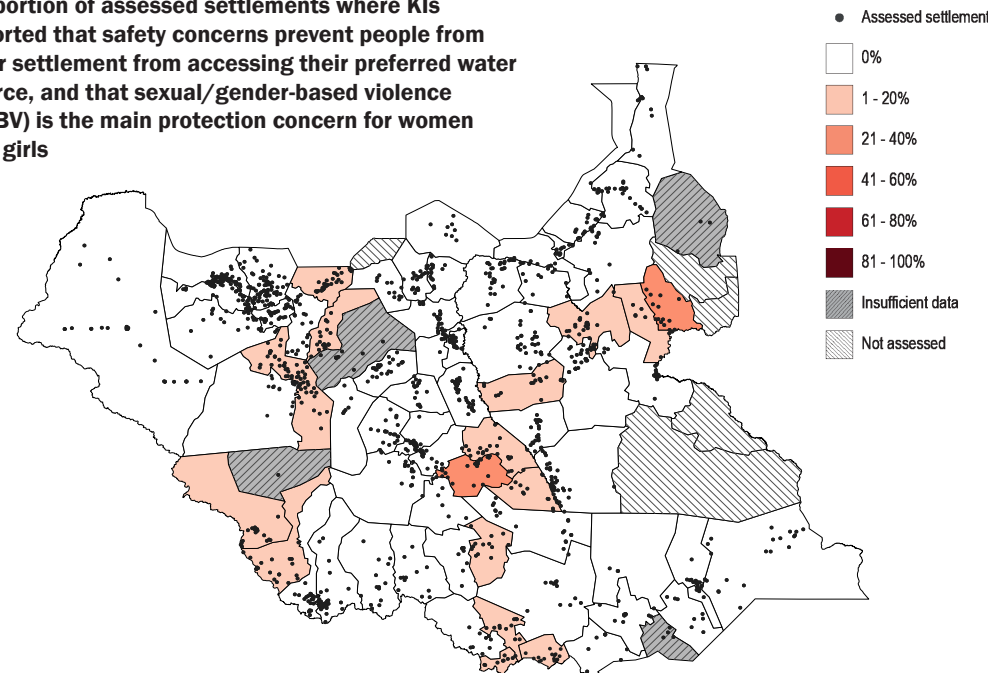 portion of assessed settlements where KIs
orted that safety concerns prevent people from
r settlement from accessing their preferred water
rce, and that sexual/gender-based violence
BV) is the main protection concern for women
girls
Assessed settlement
0%
1 - 20%
21 - 40%
41 - 60%
61 - 80%
81 - 100%
Insufficient data
Not assessed